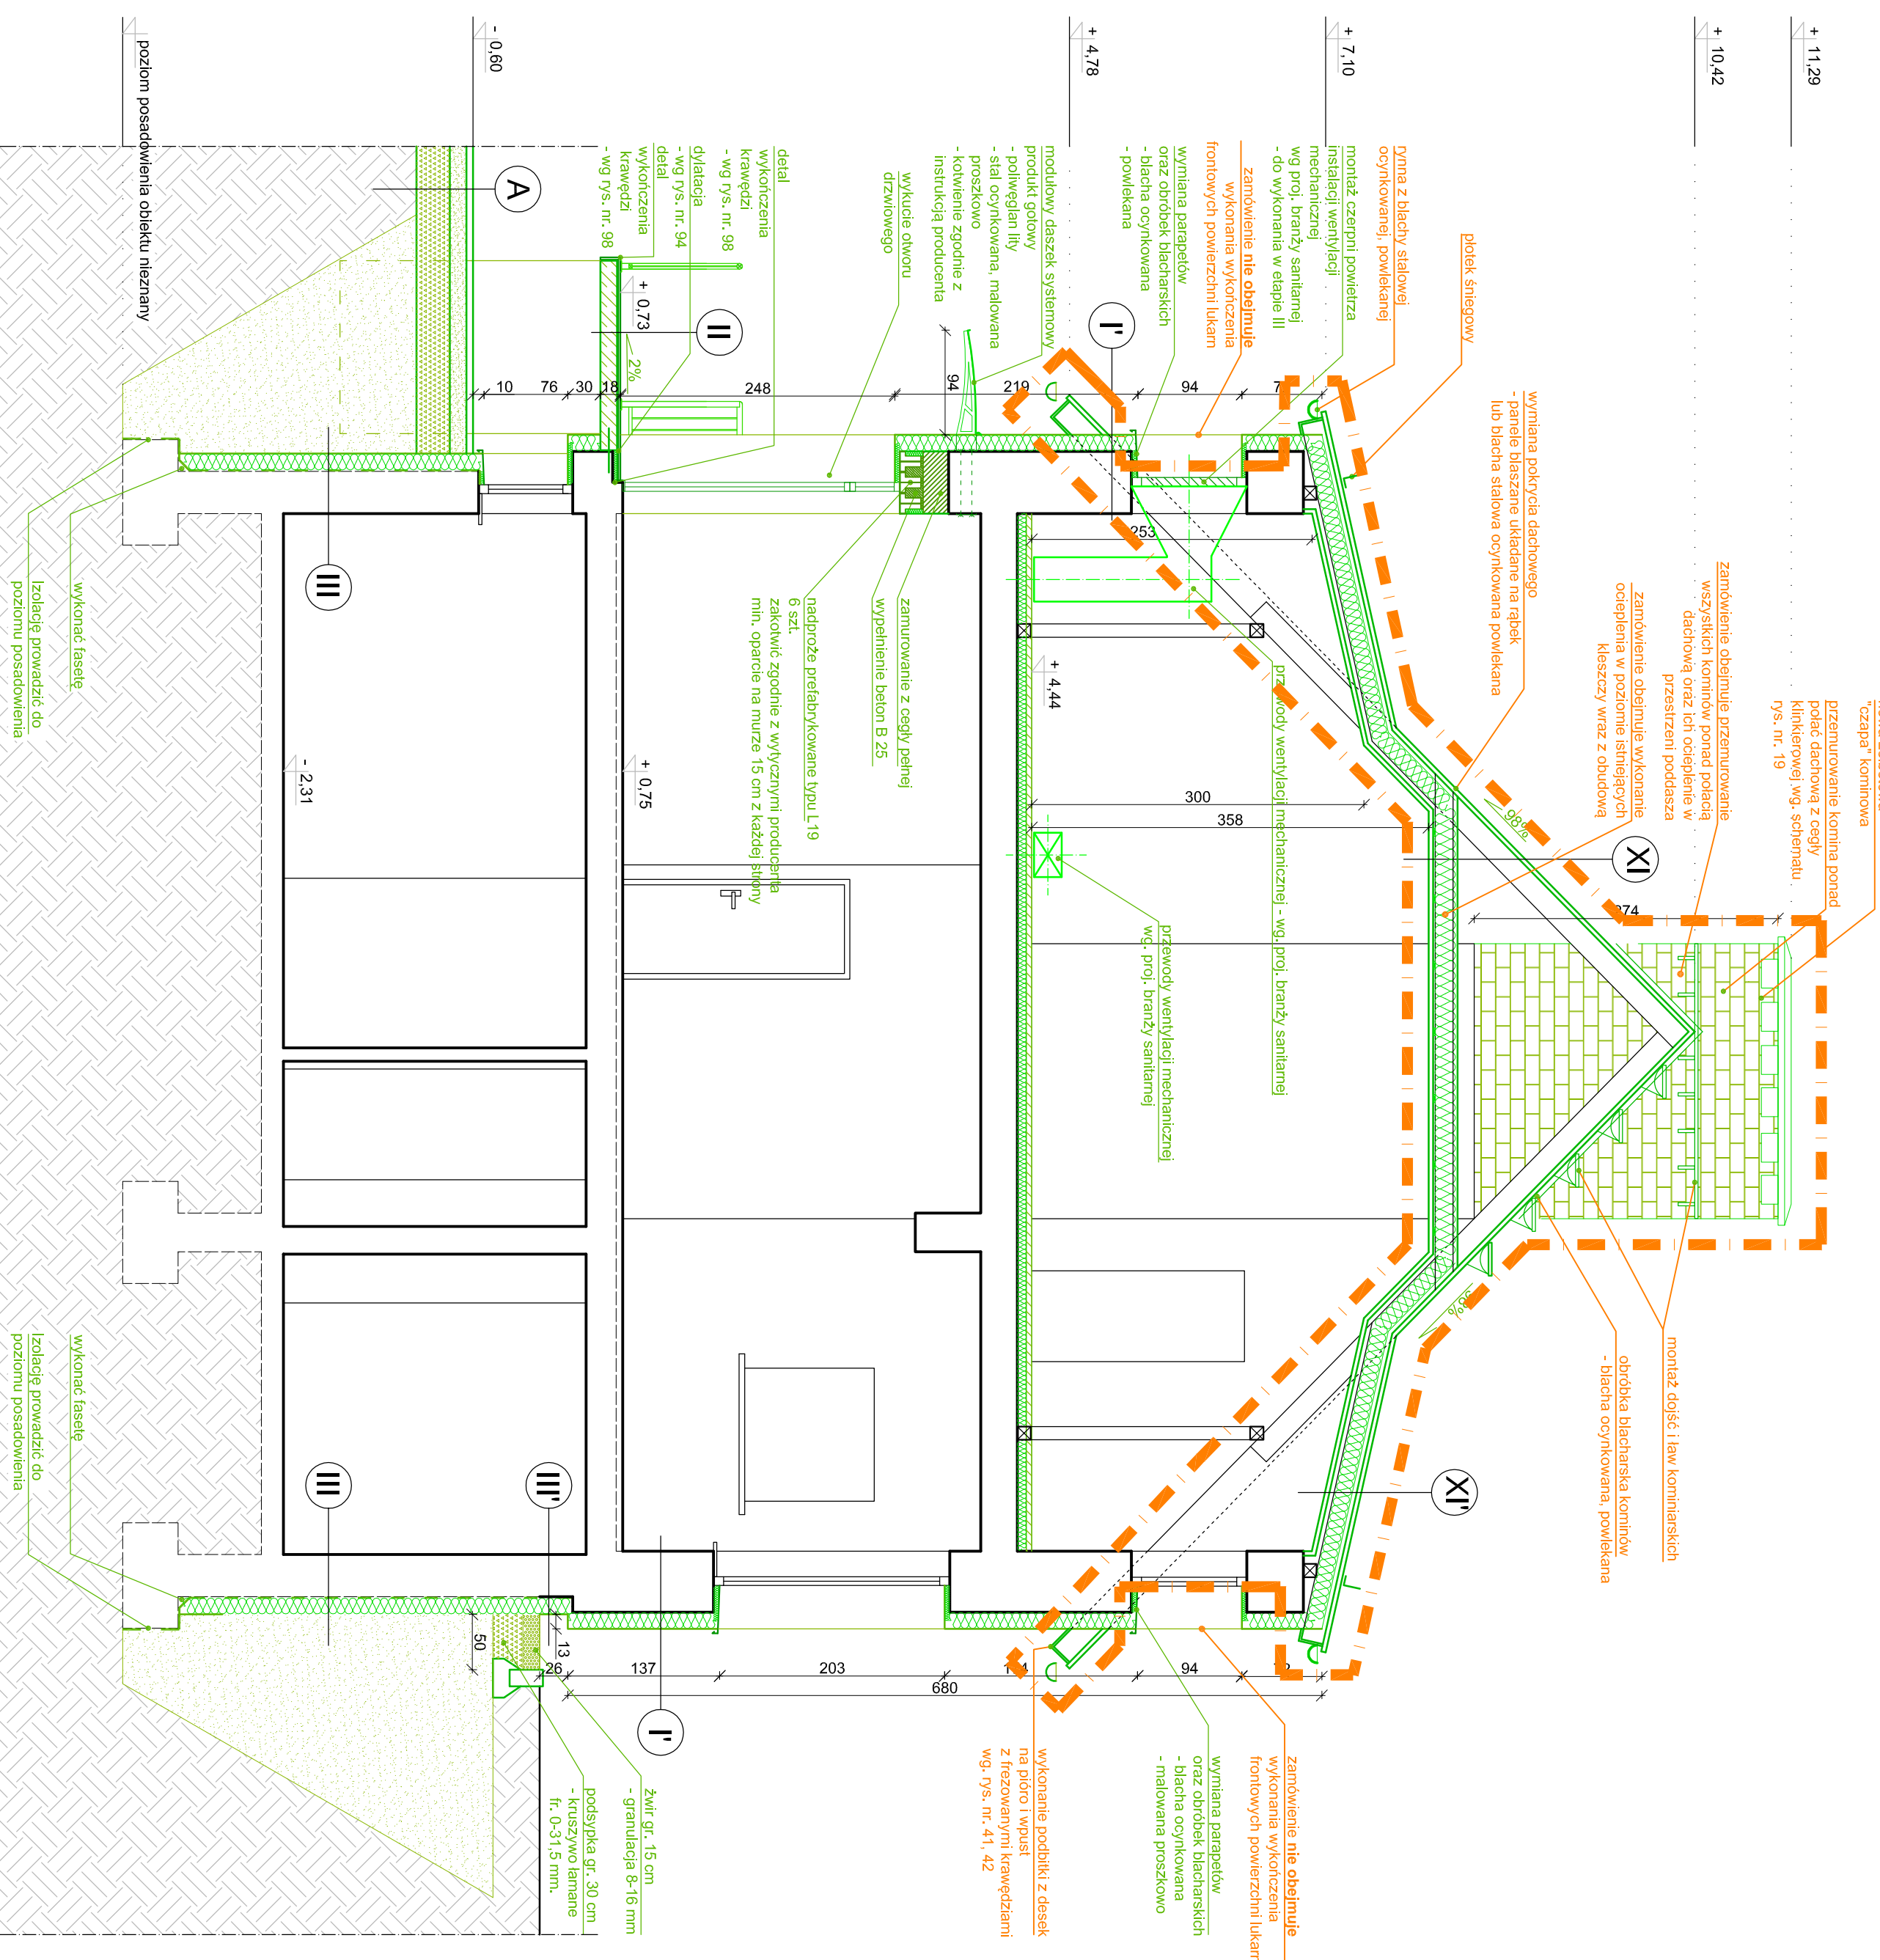 + 11,29
+ 10,42
+ 7,10
+ 4,78
- 0,60
poziom posadowienia obiektu nieznany
"czapa" kominowa
przemurowanie komina ponad
połać dachową z cegły
klinkierowej wg. schematu
rys. nr. 19
zamówienie obejmuje przemurowanie
wszystkich kominów ponad połacią
dachową oraz ich ocieplenie w
przestrzeni poddasza
zamówienie obejmuje wykonanie
ocieplenia w poziomie istniejących
kleszczy wraz z obudową
wymiana pokrycia dachowego
- panele blaszane układane na rąbek
lub blacha stalowa ocynkowana powlekana
płotek śniegowy
rynna z blachy stalowej
ocynkowanej, powlekanej
montaż czerpni powietrza
instalacji wentylacji
mechanicznej
wg proj. branży sanitarnej
- do wykonania w etapie III
zamówienie nie obejmuje
wykonania wykończenia
frontowych powierzchni lukarn
wymiana parapetów
oraz obróbek blacharskich
- blacha ocynkowana
- powlekana
modułowy daszek systemowy
produkt gotowy
- poliwęglan lity
- stal ocynkowana, malowana
proszkowo
- kotwienie zgodnie z
instrukcją producenta
wykucie otworu
drzwiowego
detal
wykończenia
krawędzi
- wg rys. nr. 98
dylatacja
- wg rys. nr. 94
detal
wykończenia
krawędzi
- wg rys. nr. 98
A
II
I'
III
XI
XI'
III
III'
I'
+ 0,73
2%
10
76
30
18
248
219
94
94
253
300
358
274
98%
98%
+ 4,44
+ 0,75
- 2,31
przewody wentylacji mechanicznej - wg. proj. branży sanitarnej
przewody wentylacji mechanicznej
wg. proj. branży sanitarnej
zamurowanie z cegły pełnej
wypełnienie beton B 25
nadproże prefabrykowane typu L19
6 szt.
zakotwić zgodnie z wytycznymi producenta
min. oparcie na murze 15 cm z każdej strony
wykonać fasetę
Izolację prowadzić do
poziomu posadowienia
montaż dojść i ław kominiarskich
obróbka blacharska kominów
- blacha ocynkowana, powlekana
zamówienie nie obejmuje
wykonania wykończenia
frontowych powierzchni lukarn
wymiana parapetów
oraz obróbek blacharskich
- blacha ocynkowana
- malowana proszkowo
wykonanie podbitki z desek
na pióro i wpust
z frezowanymi krawędziami
wg. rys. nr. 41, 42
50
13
26
137
203
94
72
680
żwir gr. 15 cm
- granulacja 8-16 mm
podsypka gr. 30 cm
- kruszywo łamane
fr. 0-31,5 mm.
wykonać fasetę
Izolację prowadzić do
poziomu posadowienia